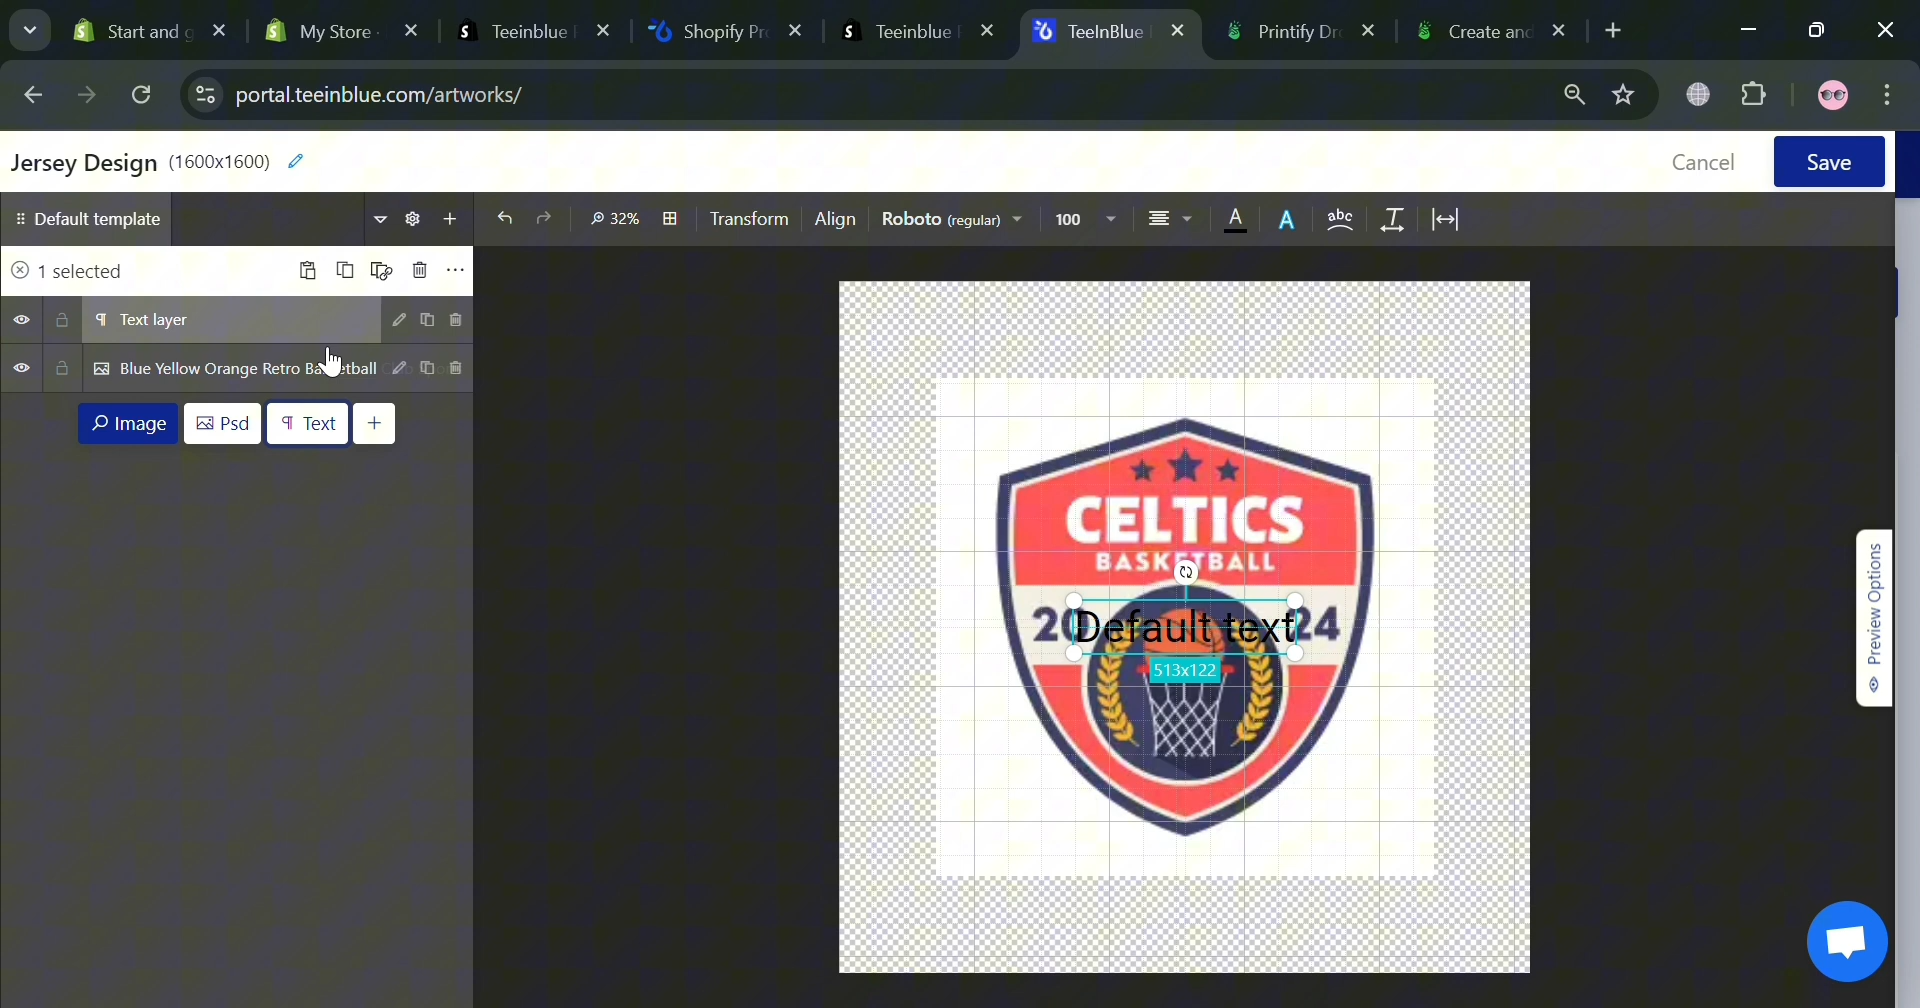 Start and g
My Store
Teeinblue
Shopify Pr
Teeinblue
TeeInBlue
Printify Dr
Create and
portal.teeinblue.com/artworks/
Jersey Design (1600x1600)
Cancel
Save
Default template
32%
Transform
Align
Roboto (regular)
100
A
A
abc
1 selected
Text layer
Blue Yellow Orange Retro
Image
Psd
Text
CELTICS
BASKETBALL
Default text
24
513x122
Preview Options